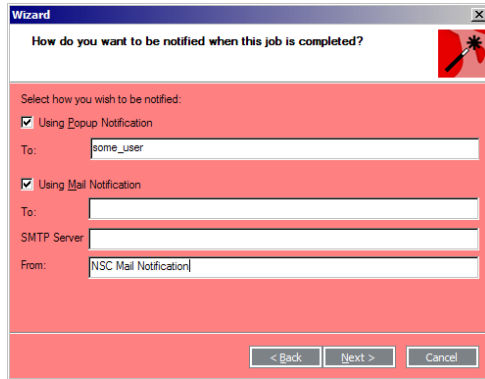 Wizard
How do you want to be notified when this job is completed?
Select how you wish to be notified:
Using Popup Notification
To: some_user
Using Mail Notification
To:
SMTP Server
From: NSC Mail Notification
< Back Next > Cancel